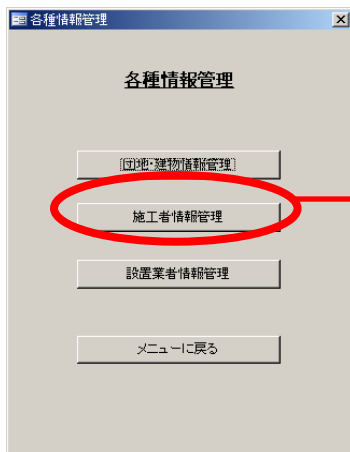 各種情報管理
各種情報管理
団地・建物情報管理
施工者情報管理
設置業者情報管理
メニューに戻る